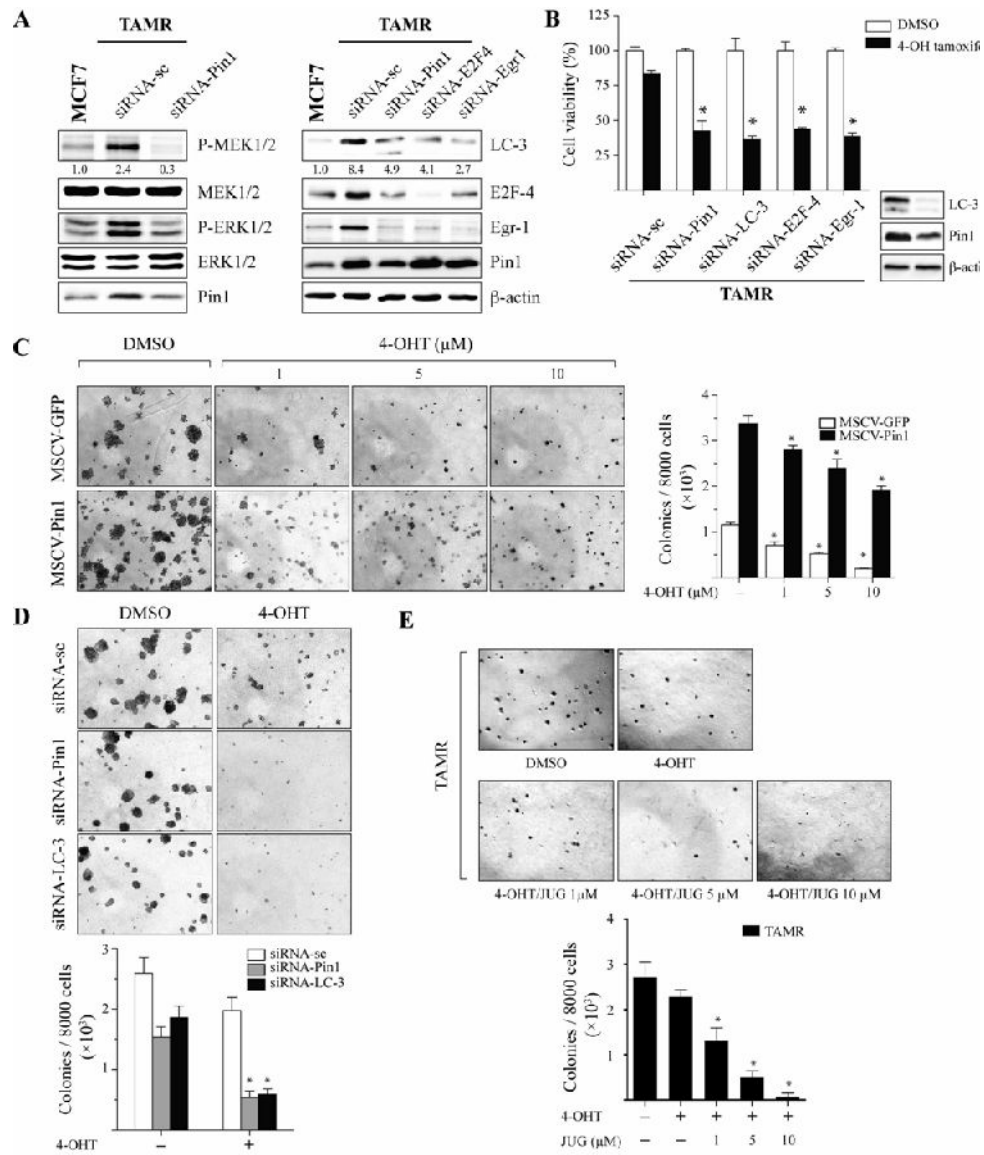 A
TAMR
MCF7
siRNA-sc
siRNA-Pin1
P-MEK1/2
1.0 2.4 0.3
MEK1/2
P-ERK1/2
ERK1/2
Pin1
TAMR
MCF7
siRNA-sc
siRNA-Pin1
siRNA-E2F4
siRNA-Egr1
LC-3
1.0 8.4 4.9 4.1 2.7
E2F-4
Egr-1
Pin1
β-actin
B
DMSO
4-OH tamoxife
Cell viability (%)
125
100
75
50
25
* * * *
siRNA-sc
siRNA-Pin1
siRNA-LC-3
siRNA-E2F-4
siRNA-Egr-1
TAMR
LC-3
Pin1
β-acti
C
DMSO
4-OHT (μM)
1 5 10
MSCV-GFP
MSCV-Pin1
MSCV-GFP
MSCV-Pin1
Colonies / 8000 cells
(×10³)
4
3
2
1
* * *
* * *
4-OHT (μM) – 1 5 10
D
DMSO 4-OHT
siRNA-sc
siRNA-Pin1
siRNA-LC-3
siRNA-sc
siRNA-Pin1
siRNA-LC-3
Colonies / 8000 cells
(×10³)
3
2
1
* *
4-OHT – +
E
TAMR
DMSO 4-OHT
4-OHT/JUG 1μM 4-OHT/JUG 5 μM 4-OHT/JUG 10 μM
TAMR
Colonies / 8000 cells
(×10³)
4
3
2
1
* * *
4-OHT – + + + +
JUG (μM) – – 1 5 10